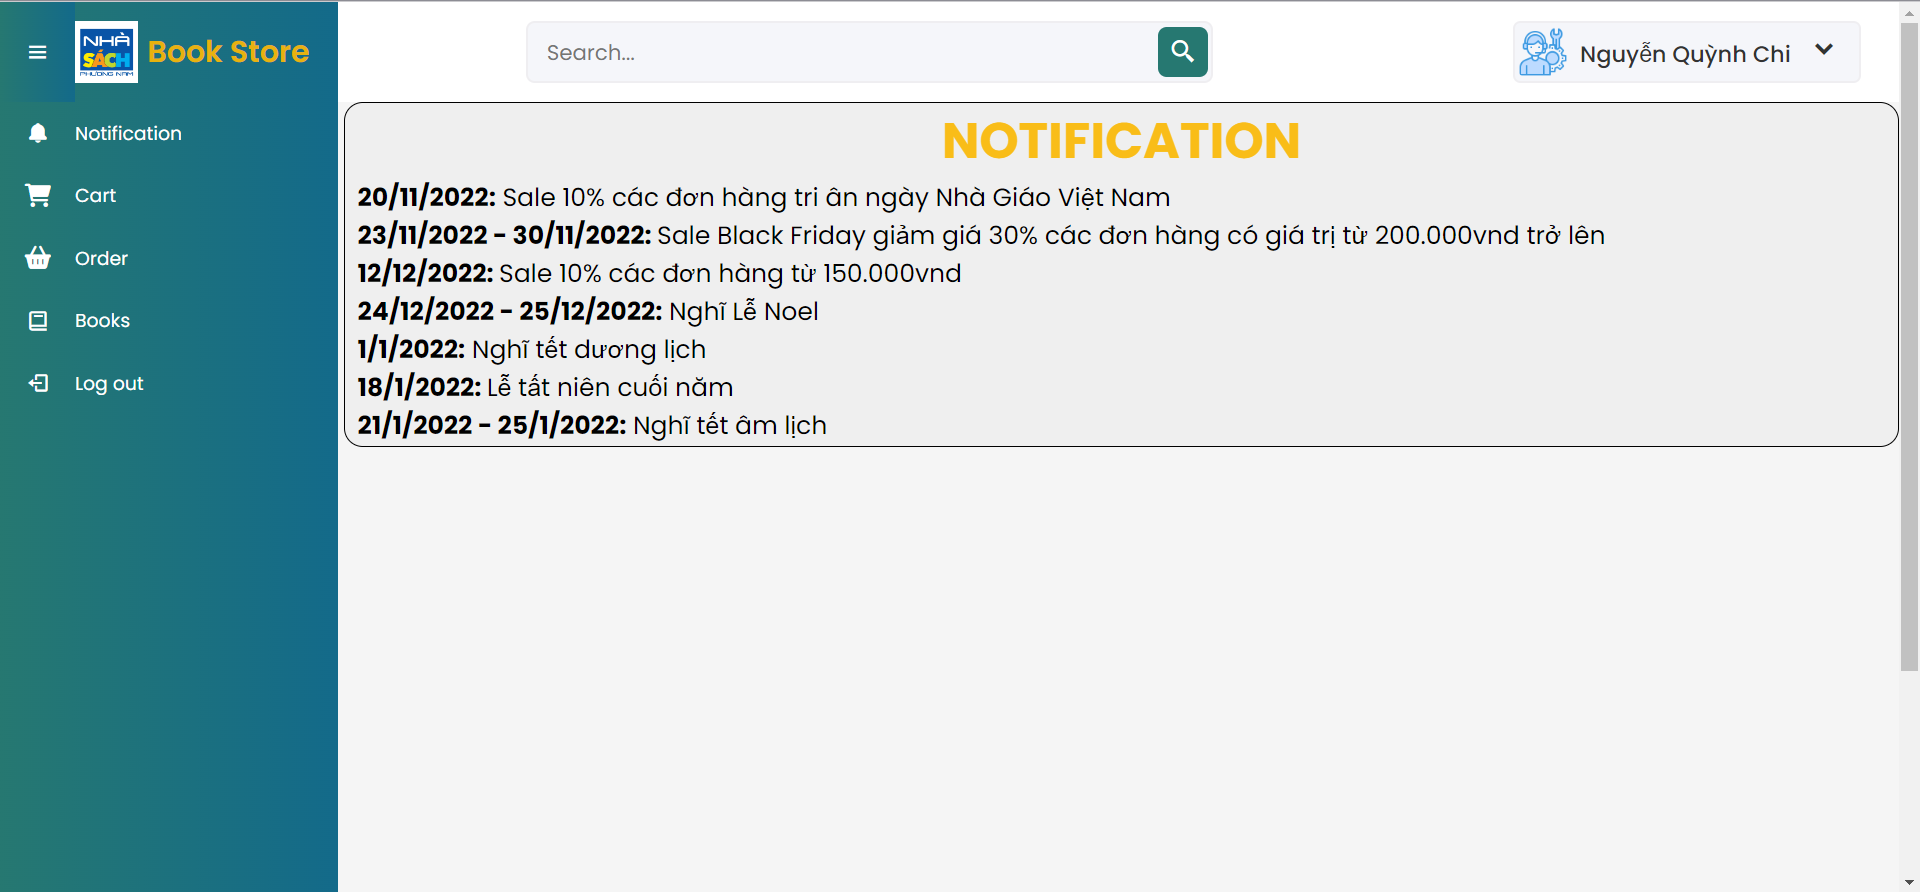 NHÀ
SÁCH
PHƯƠNG NAM
Book Store
Search...
Nguyễn Quỳnh Chi
Notification
Cart
Order
Books
Log out
NOTIFICATION
20/11/2022: Sale 10% các đơn hàng tri ân ngày Nhà Giáo Việt Nam
23/11/2022 - 30/11/2022: Sale Black Friday giảm giá 30% các đơn hàng có giá trị từ 200.000vnd trở lên
12/12/2022: Sale 10% các đơn hàng từ 150.000vnd
24/12/2022 - 25/12/2022: Nghĩ Lễ Noel
1/1/2022: Nghĩ tết dương lịch
18/1/2022: Lễ tất niên cuối năm
21/1/2022 - 25/1/2022: Nghĩ tết âm lịch